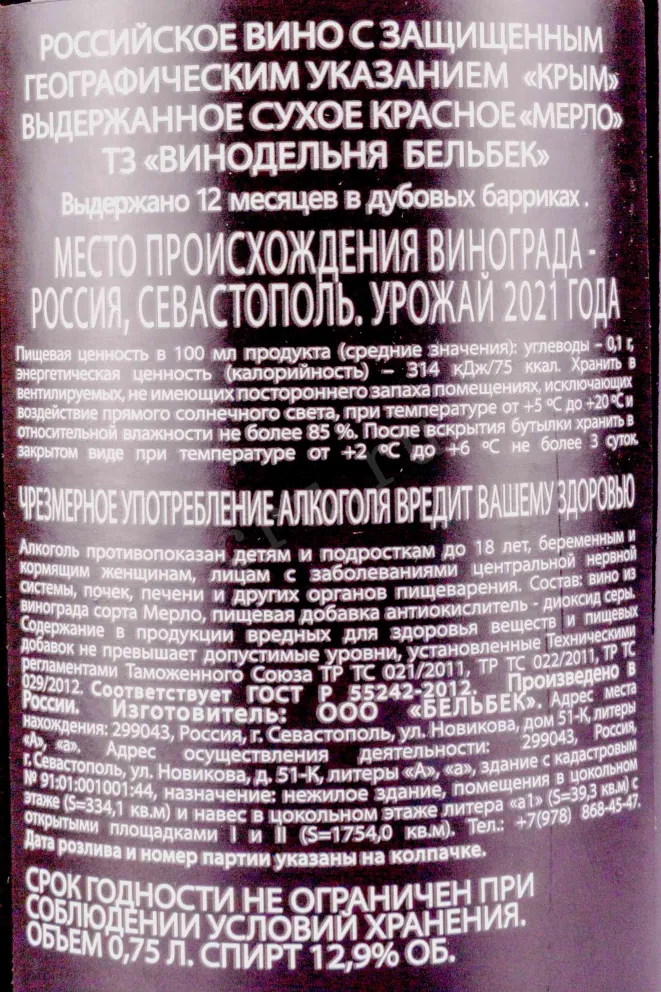 РОССИЙСКОЕ ВИНО С ЗАЩИЩЕННЫМ
ГЕОГРАФИЧЕСКИМ УКАЗАНИЕМ «КРЫМ»
ВЫДЕРЖАННОЕ СУХОЕ КРАСНОЕ «МЕРЛО»
ТЗ «ВИНОДЕЛЬНЯ БЕЛЬБЕК»
Выдержано 12 месяцев в дубовых барриках.
МЕСТО ПРОИСХОЖДЕНИЯ ВИНОГРАДА -
РОССИЯ, СЕВАСТОПОЛЬ. УРОЖАЙ 2021 ГОДА
Пищевая ценность в 100 мл продукта (средние значения): углеводы – 0,1 г,
энергетическая ценность (калорийность) – 314 кДж/75 ккал. Хранить в
вентилируемых, не имеющих постороннего запаха помещениях, исключающих
воздействие прямого солнечного света, при температуре от +5 ºС до +20 ºС и
относительной влажности не более 85 %. После вскрытия бутылки хранить в
закрытом виде при температуре от +2 ºС до +6 ºС не более 3 суток.
ЧРЕЗМЕРНОЕ УПОТРЕБЛЕНИЕ АЛКОГОЛЯ ВРЕДИТ ВАШЕМУ ЗДОРОВЬЮ
Алкоголь противопоказан детям и подросткам до 18 лет, беременным и
кормящим женщинам, лицам с заболеваниями центральной нервной
системы, почек, печени и других органов пищеварения. Состав: вино из
винограда сорта Мерло, пищевая добавка антиокислитель - диоксид серы.
Содержание в продукции вредных для здоровья веществ и пищевых
добавок не превышает допустимые уровни, установленные Техническими
регламентами Таможенного Союза ТР ТС 021/2011, ТР ТС 022/2011, ТР ТС
029/2012. Соответствует ГОСТ Р 55242-2012. Произведено в
России. Изготовитель: ООО «БЕЛЬБЕК». Адрес места
нахождения: 299043, Россия, г. Севастополь, ул. Новикова, дом 51-К, литеры
«А», «а». Адрес осуществления деятельности: 299043, Россия,
г. Севастополь, ул. Новикова, д. 51-К, литеры «А», «а», здание с кадастровым
№ 91:01:001001:44, назначение: нежилое здание, помещения в цокольном
этаже (S=334,1 кв.м) и навес в цокольном этаже литера «а1» (S=39,3 кв.м) с
открытыми площадками I и II (S=1754,0 кв.м). Тел.: +7(978) 868-45-47.
Дата розлива и номер партии указаны на колпачке.
СРОК ГОДНОСТИ НЕ ОГРАНИЧЕН ПРИ
СОБЛЮДЕНИИ УСЛОВИЙ ХРАНЕНИЯ.
ОБЪЕМ 0,75 Л. СПИРТ 12,9% ОБ.